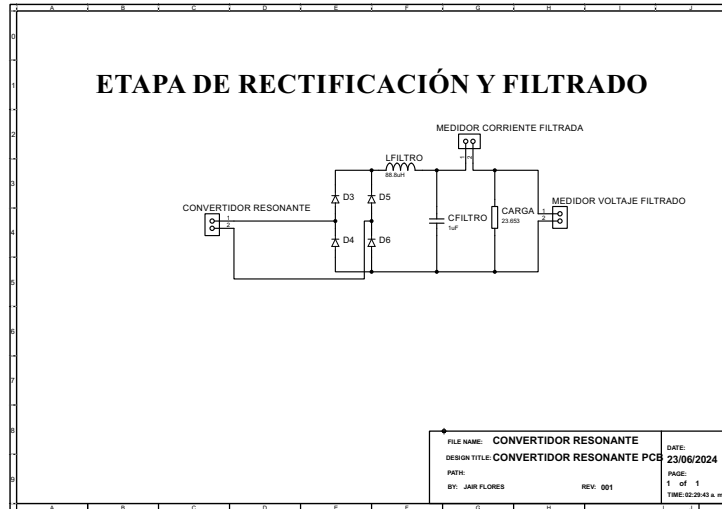 A B C D E F G H I J
0
1
2
3
4
5
6
7
8
9
ETAPA DE RECTIFICACIÓN Y FILTRADO
MEDIDOR CORRIENTE FILTRADA
1 2
LFILTRO
88.8uH
D3
D5
CONVERTIDOR RESONANTE
1
2
D4
D6
CFILTRO
1uF
CARGA
23.653
MEDIDOR VOLTAJE FILTRADO
1
2
FILE NAME: CONVERTIDOR RESONANTE
DESIGN TITLE: CONVERTIDOR RESONANTE PCB
PATH:
BY: JAIR FLORES REV: 001
DATE:
23/06/2024
PAGE:
1 of 1
TIME:02:29:43 a. m
A B C D E F G H I J